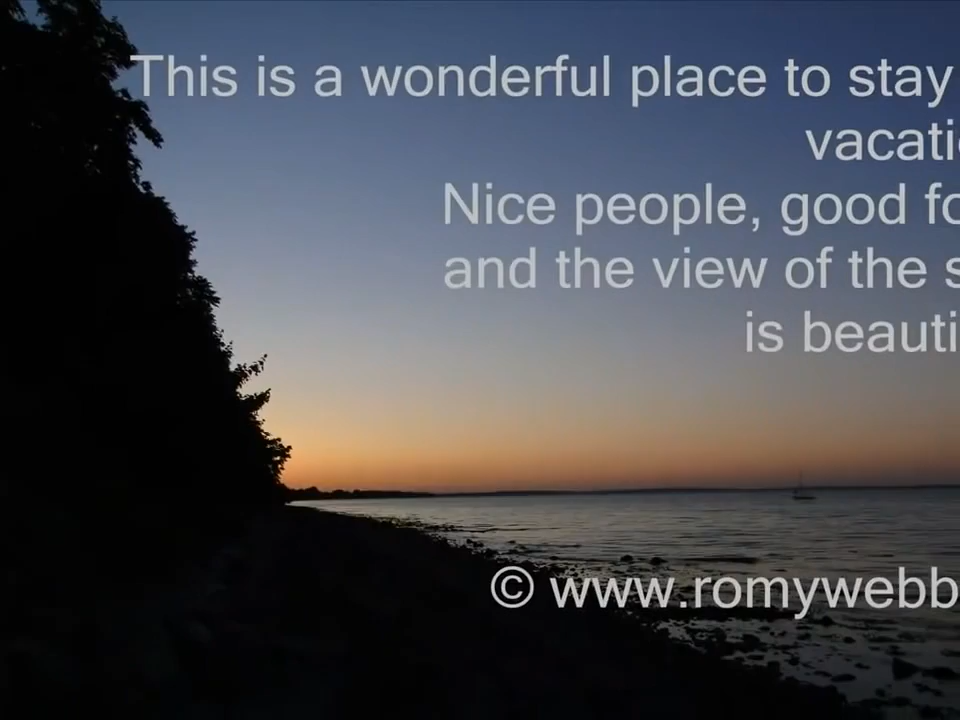 This is a wonderful place to stay
vacati
Nice people, good fo
and the view of the s
is beauti
© www.romywebb